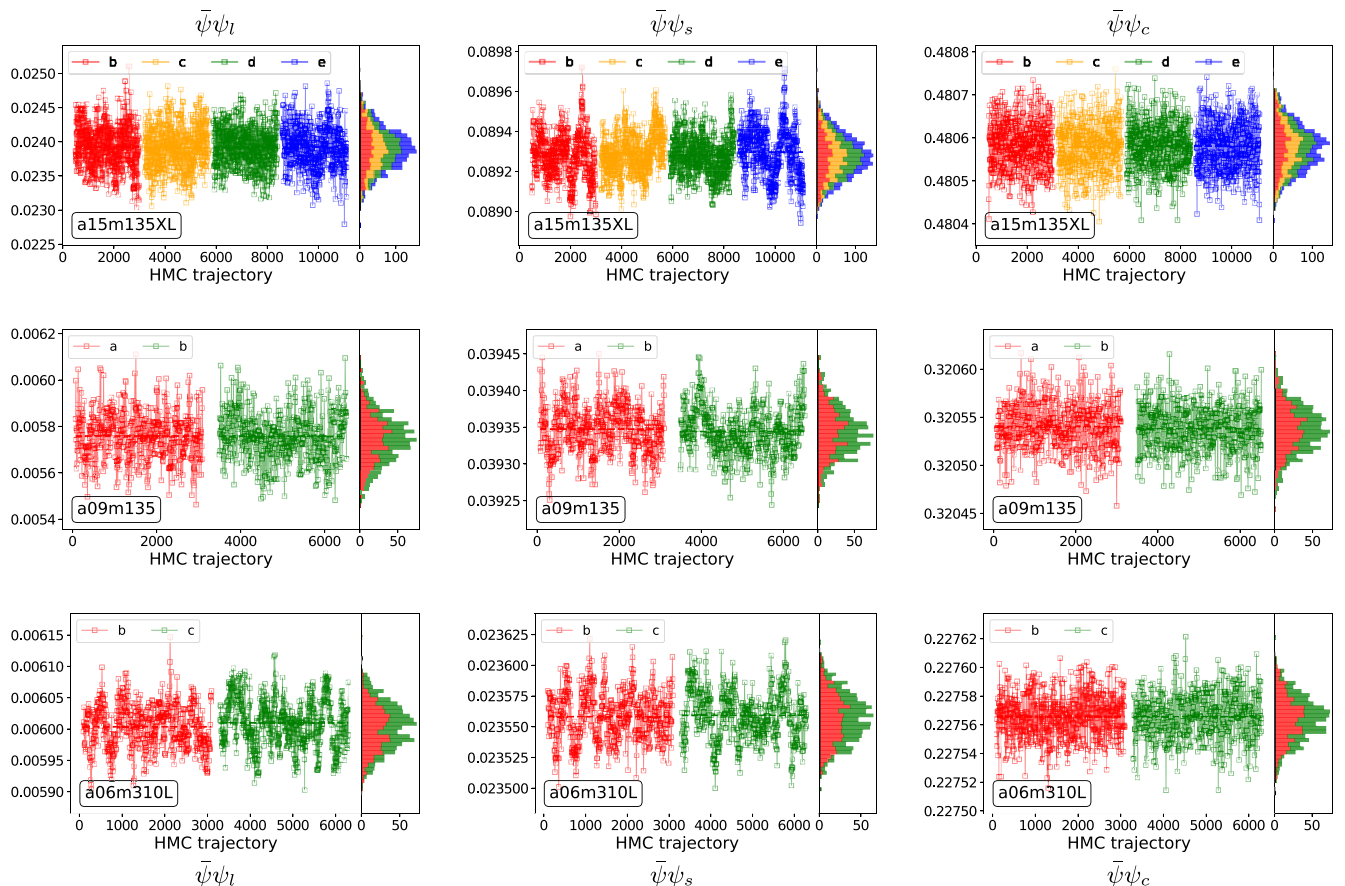 ψ̄ψ_l ψ̄ψ_s ψ̄ψ_c
b c d e
0.0250
0.0245
0.0240
0.0235
0.0230
0.0225
a15m135XL
0 2000 4000 6000 8000 10000 0 100
HMC trajectory
b c d e
0.0898
0.0896
0.0894
0.0892
0.0890
a15m135XL
0 2000 4000 6000 8000 10000 0 100
HMC trajectory
b c d e
0.4808
0.4807
0.4806
0.4805
0.4804
a15m135XL
0 2000 4000 6000 8000 10000 0 100
HMC trajectory
a b
0.0062
0.0060
0.0058
0.0056
0.0054
a09m135
0 2000 4000 6000 0 50
HMC trajectory
a b
0.03945
0.03940
0.03935
0.03930
0.03925
a09m135
0 2000 4000 6000 0 50
HMC trajectory
a b
0.32060
0.32055
0.32050
0.32045
a09m135
0 2000 4000 6000 0 50
HMC trajectory
b c
0.00615
0.00610
0.00605
0.00600
0.00595
0.00590
a06m310L
0 1000 2000 3000 4000 5000 6000 0 50
HMC trajectory
b c
0.023625
0.023600
0.023575
0.023550
0.023525
0.023500
a06m310L
0 1000 2000 3000 4000 5000 6000 0 50
HMC trajectory
b c
0.22762
0.22760
0.22758
0.22756
0.22754
0.22752
0.22750
a06m310L
0 1000 2000 3000 4000 5000 6000 0 50
HMC trajectory
ψ̄ψ_l ψ̄ψ_s ψ̄ψ_c